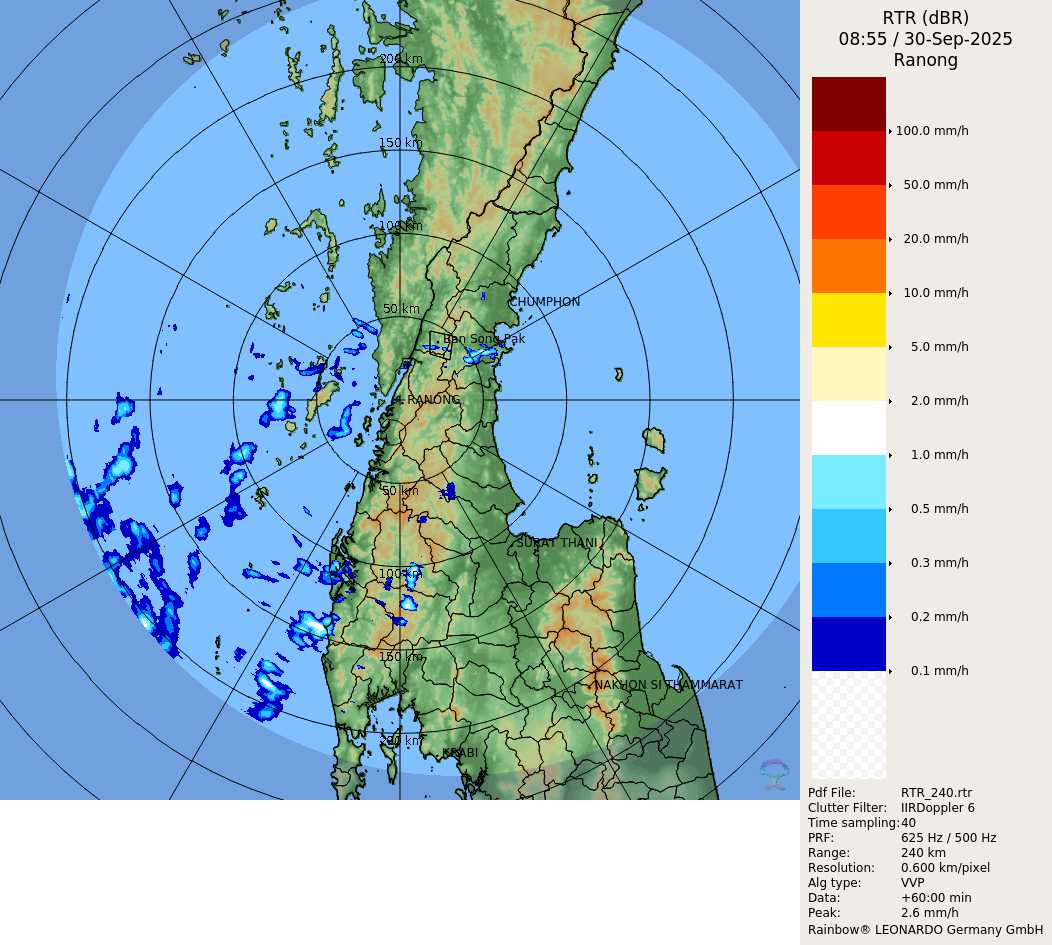 RTR (dBR)
08:55 / 30-Sep-2025
Ranong
200 km
150 km
100 km
50 km
CHUMPHON
Ban Song Pak
RANONG
50 km
SURAT THANI
100 km
150 km
NAKHON SI THAMMARAT
200 km
KRABI
100.0 mm/h
50.0 mm/h
20.0 mm/h
10.0 mm/h
5.0 mm/h
2.0 mm/h
1.0 mm/h
0.5 mm/h
0.3 mm/h
0.2 mm/h
0.1 mm/h
Pdf File: RTR_240.rtr
Clutter Filter: IIRDoppler 6
Time sampling:40
PRF: 625 Hz / 500 Hz
Range: 240 km
Resolution: 0.600 km/pixel
Alg type: VVP
Data: +60:00 min
Peak: 2.6 mm/h
Rainbow® LEONARDO Germany GmbH